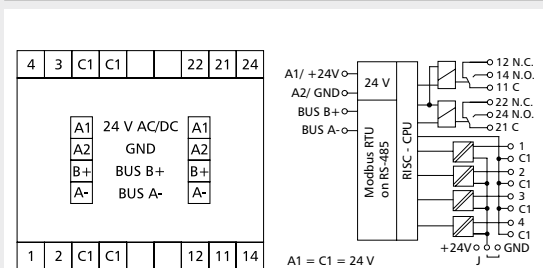 4 3 C1 C1 22 21 24
A1 24 V AC/DC A1
A2 GND A2
B+ BUS B+ B+
A- BUS A- A-
1 2 C1 C1 12 11 14
A1/ +24V
A2/ GND
BUS B+
BUS A-
24 V
Modbus RTU
on RS-485
RISC - CPU
12 N.C.
14 N.O.
11 C
22 N.C.
24 N.O.
21 C
1
C1
2
C1
3
C1
4
C1
+24V GND
J
A1 = C1 = 24 V